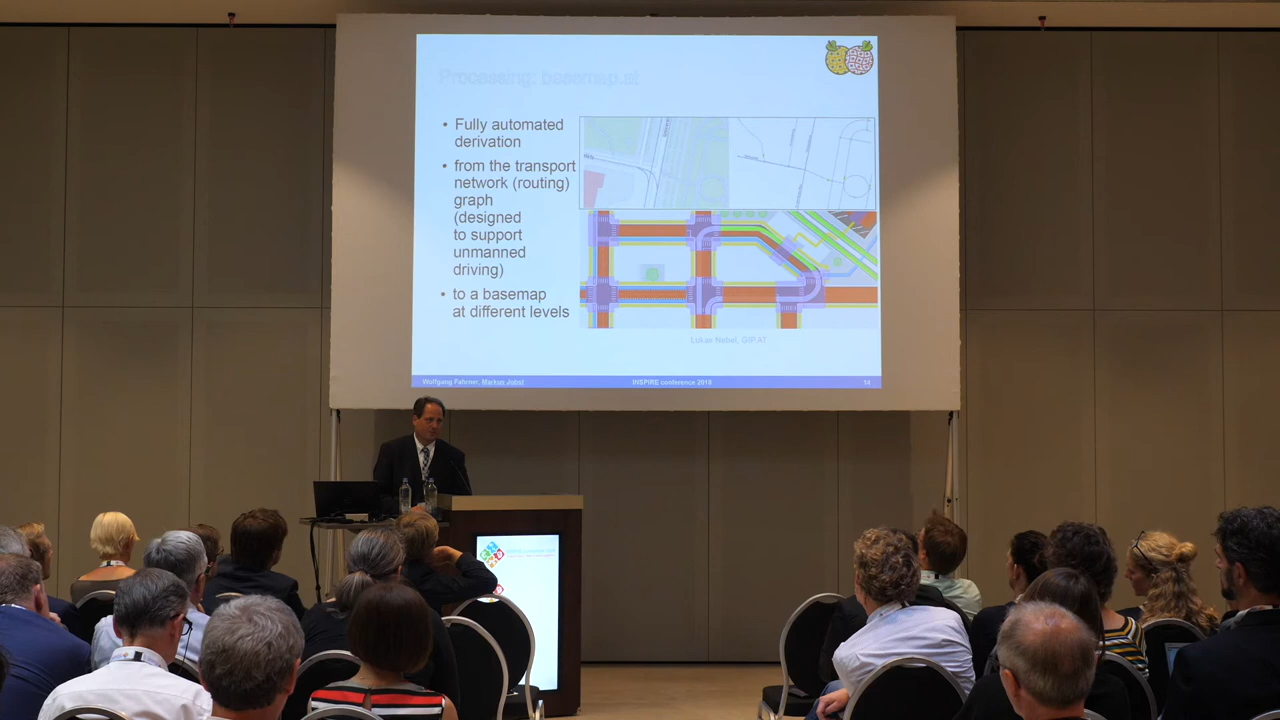 Processing: basemap.at
• Fully automated
derivation
• from the transport
network (routing)
graph
(designed
to support
unmanned
driving)
• to a basemap
at different levels
Lukas Nebel, GIP.AT
Wolfgang Fahrner, Markus Jobst
INSPIRE conference 2018
14